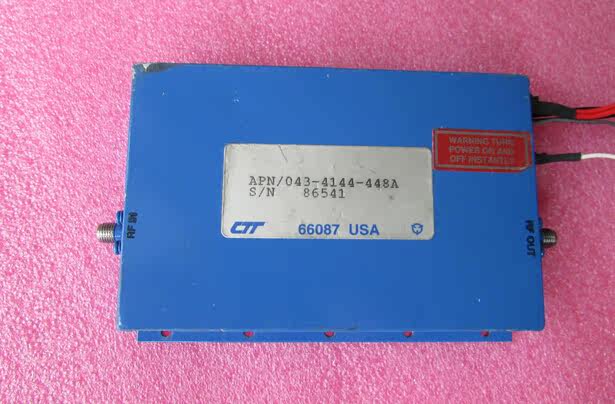 APN/043-4144-448A
S/N 86541
CTT 66087 USA
WARNING TURN
POWER ON AND
OFF INSTANTLY
RF IN
RF OUT